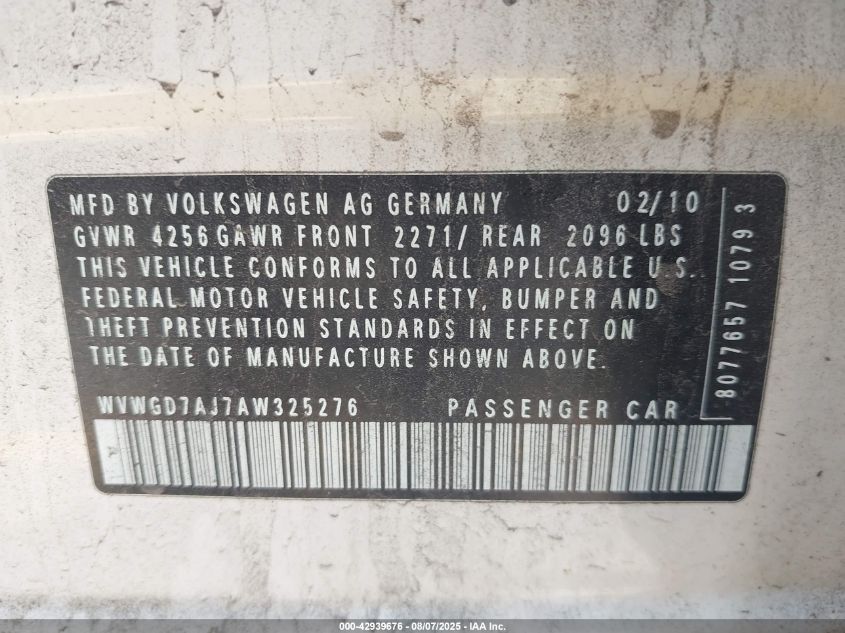 MFD BY VOLKSWAGEN AG GERMANY 02/10
GVWR 4256 GAWR FRONT 2271/ REAR 2096 LBS
THIS VEHICLE CONFORMS TO ALL APPLICABLE U.S.
FEDERAL MOTOR VEHICLE SAFETY, BUMPER AND
THEFT PREVENTION STANDARDS IN EFFECT ON
THE DATE OF MANUFACTURE SHOWN ABOVE.
WVWGD7AJ7AW325276 PASSENGER CAR
8077657 1079 3
000-42939676 - 08/07/2025 - IAA Inc.